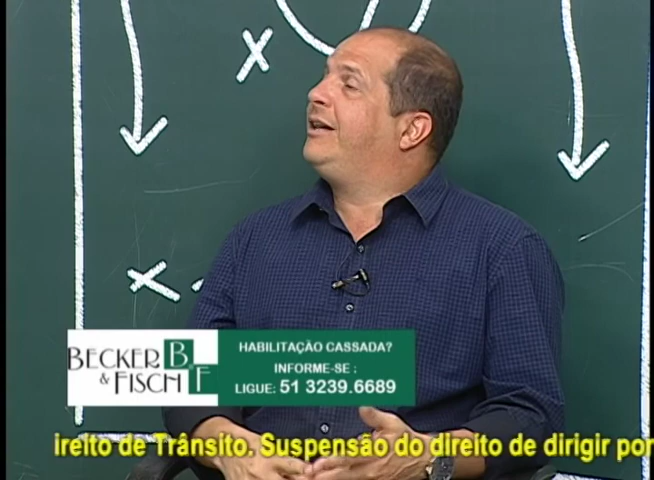 BECKER
& FISCH
B
F
HABILITAÇÃO CASSADA?
INFORME-SE :
LIGUE: 51 3239.6689
ireito de Trânsito. Suspensão do direito de dirigir por